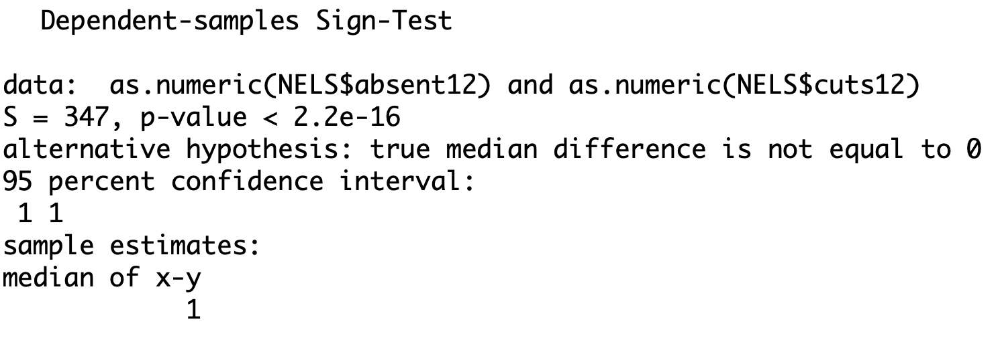 Dependent-samples Sign-Test
data:  as.numeric(NELS$absent12) and as.numeric(NELS$cuts12)
S = 347, p-value < 2.2e-16
alternative hypothesis: true median difference is not equal to 0
95 percent confidence interval:
 1 1
sample estimates:
median of x-y
            1